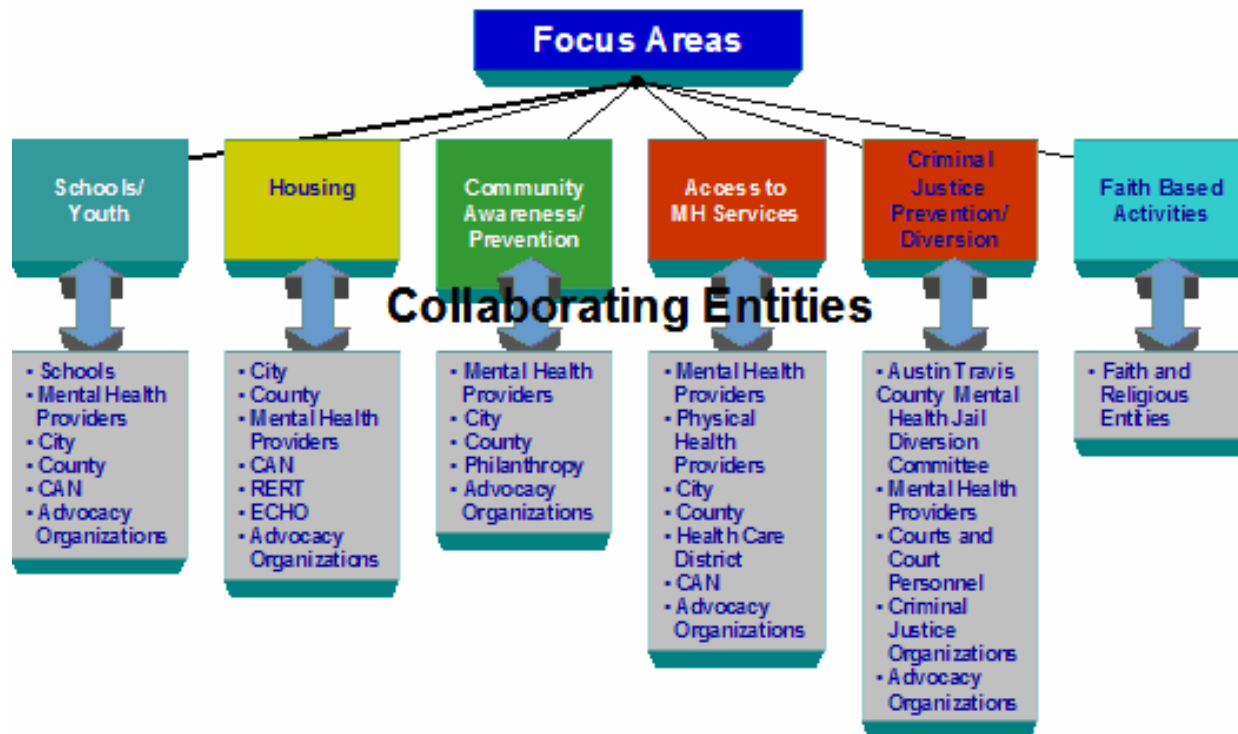 Focus Areas
Schools/
Youth
Housing
Community
Awareness/
Prevention
Access to
MH Services
Criminal
Justice
Prevention/
Diversion
Faith Based
Activities
Collaborating Entities
▪ Schools
▪ Mental Health
Providers
▪ City
▪ County
▪ CAN
▪ Advocacy
Organizations
▪ City
▪ County
▪ Mental Health
Providers
▪ CAN
▪ RERT
▪ ECHO
▪ Advocacy
Organizations
▪ Mental Health
Providers
▪ City
▪ County
▪ Philanthropy
▪ Advocacy
Organizations
▪ Mental Health
Providers
▪ Physical
Health
Providers
▪ City
▪ County
▪ Health Care
District
▪ CAN
▪ Advocacy
Organizations
▪ Austin Travis
County Mental
Health Jail
Diversion
Committee
▪ Mental Health
Providers
▪ Courts and
Court
Personnel
▪ Criminal
Justice
Organizations
▪ Advocacy
Organizations
▪ Faith and
Religious
Entities